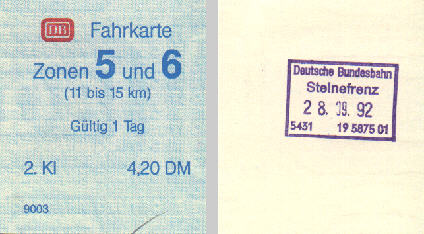 DB Fahrkarte
Zonen 5 und 6
(11 bis 15 km)
Gültig 1 Tag
2. Kl 4,20 DM
9003
Deutsche Bundesbahn
Steinefrenz
28. 09. 92
5431 19 5875 01